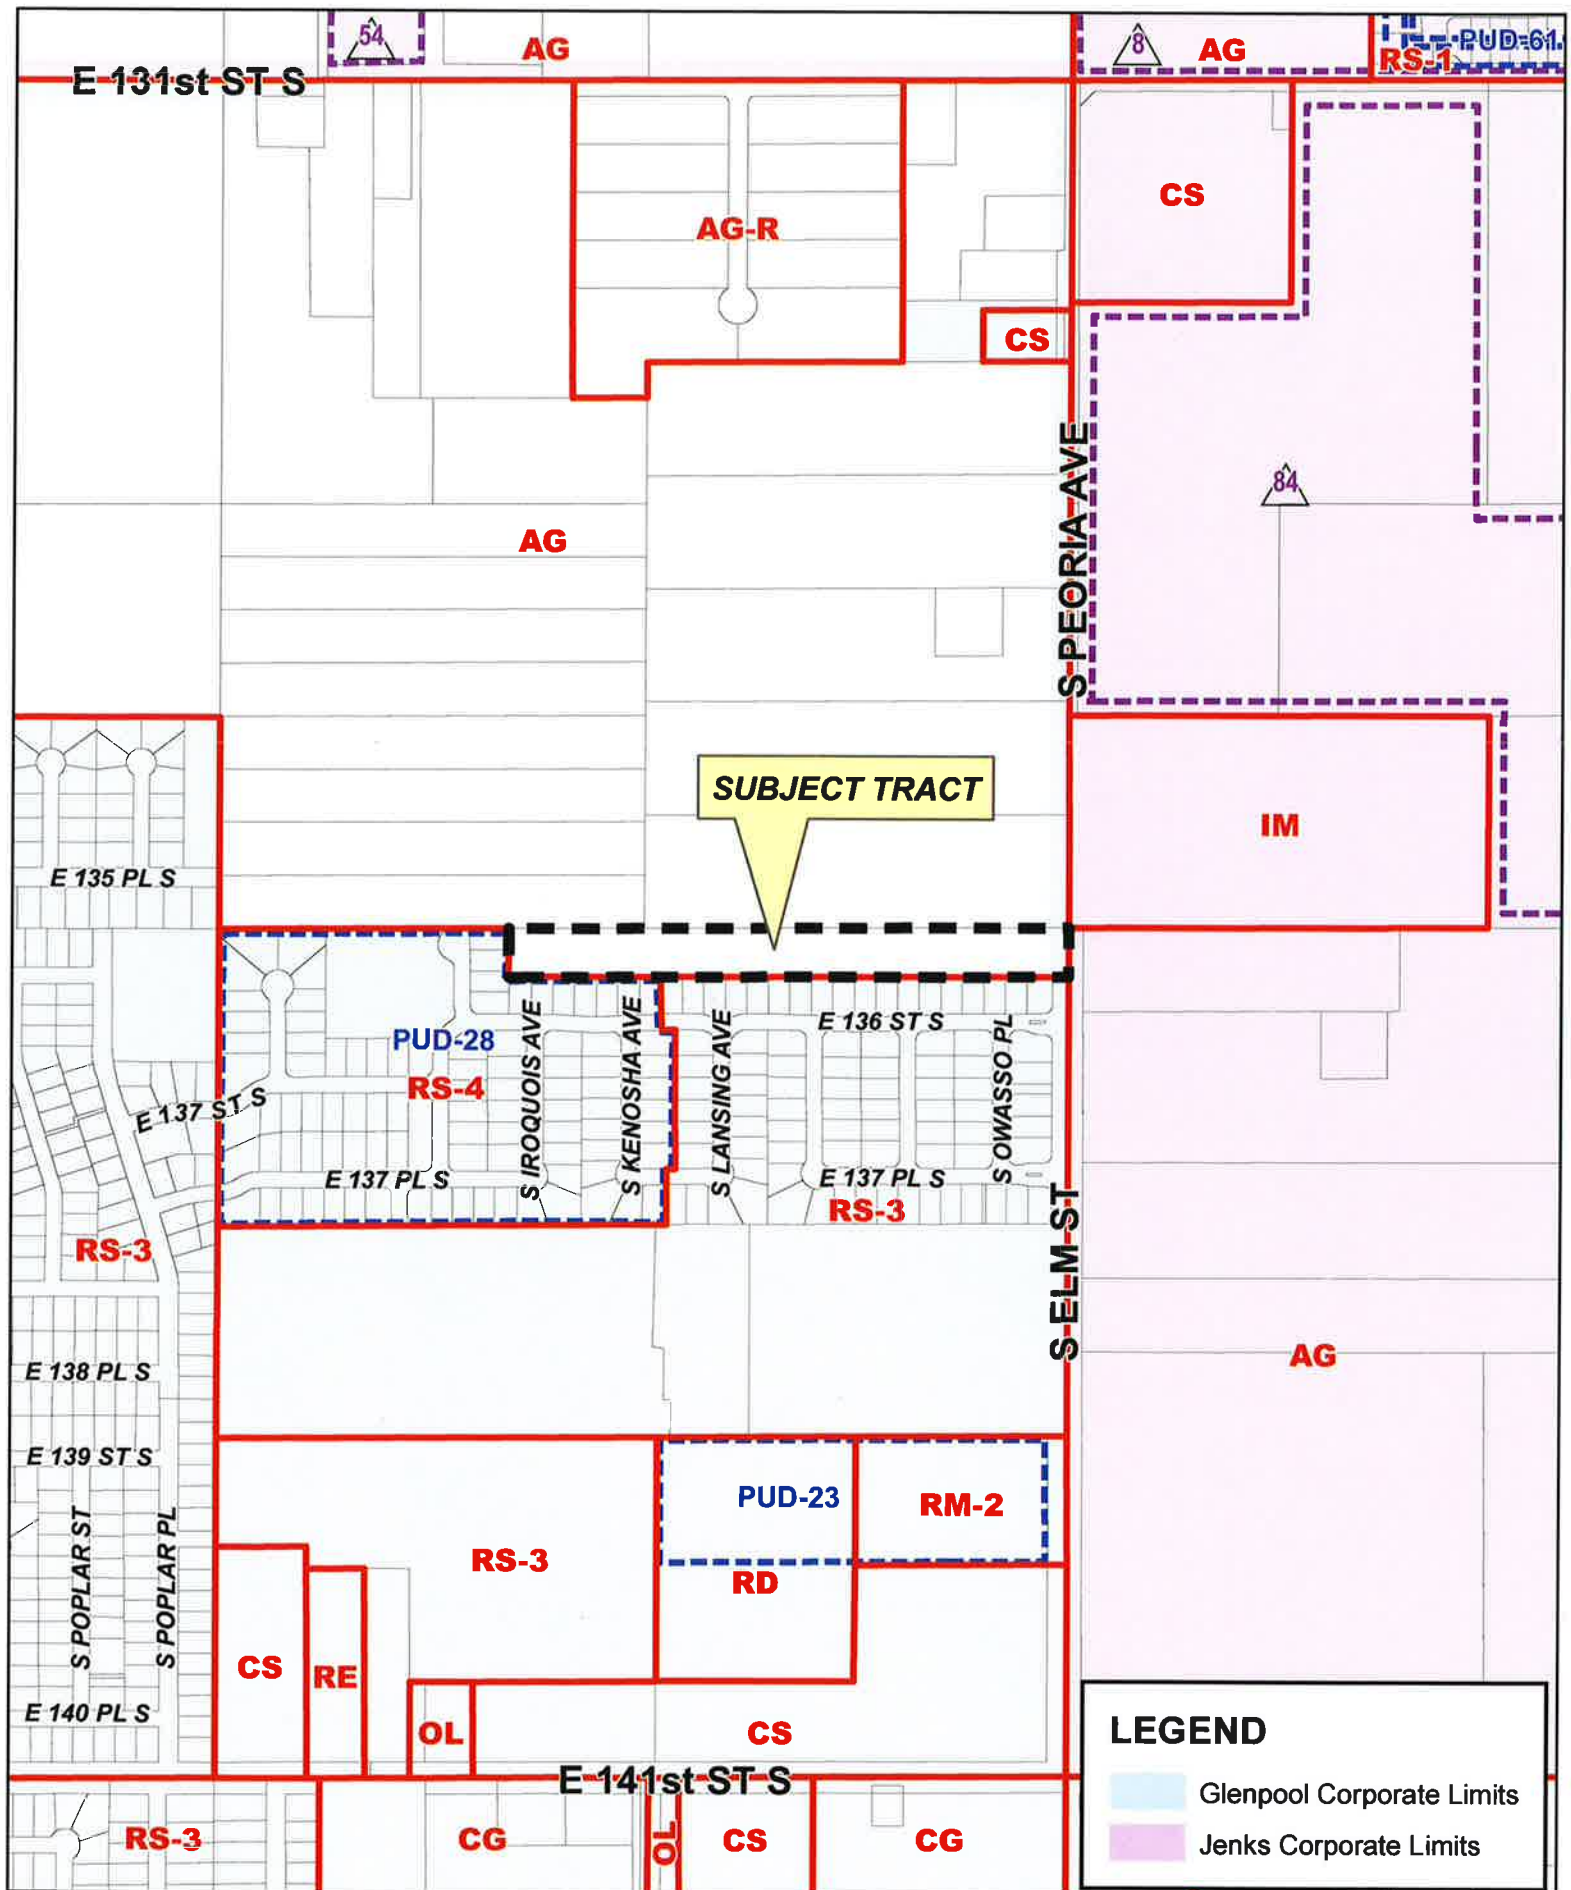 54
AG
8
AG
RS-1
PUD-61
E 131st ST S
CS
AG-R
CS
S PEORIA AVE
84
AG
SUBJECT TRACT
IM
E 135 PL S
PUD-28
RS-4
S IROQUOIS AVE
S KENOSHA AVE
S LANSING AVE
E 136 ST S
S OWASSO PL
E 137 ST S
E 137 PL S
E 137 PL S
RS-3
RS-3
S ELM ST
AG
E 138 PL S
E 139 ST S
PUD-23
RM-2
RS-3
RD
S POPLAR ST
S POPLAR PL
CS
RE
E 140 PL S
OL
CS
E 141st ST S
RS-3
CG
OL
CS
CG
LEGEND
Glenpool Corporate Limits
Jenks Corporate Limits